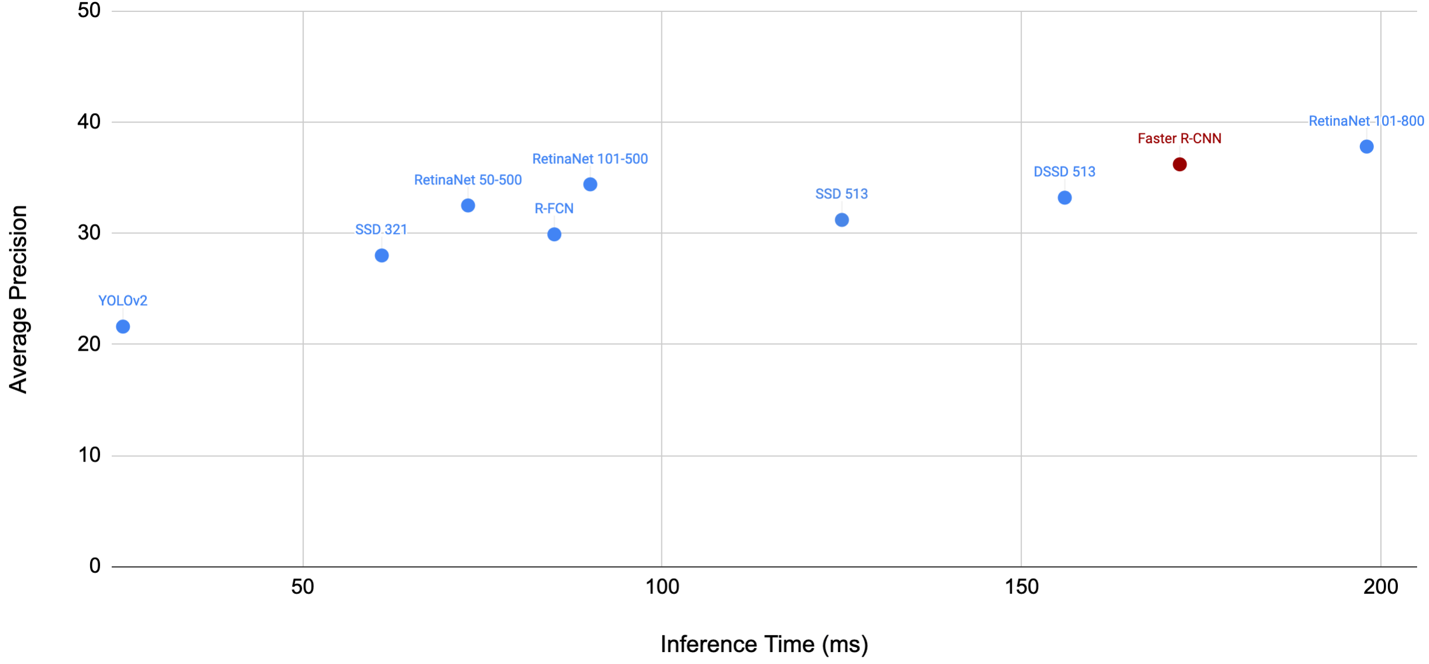 50
40
30
20
10
0
Average Precision
RetinaNet 101-800
Faster R-CNN
RetinaNet 101-500
DSSD 513
RetinaNet 50-500
SSD 513
R-FCN
SSD 321
YOLOv2
50
100
150
200
Inference Time (ms)